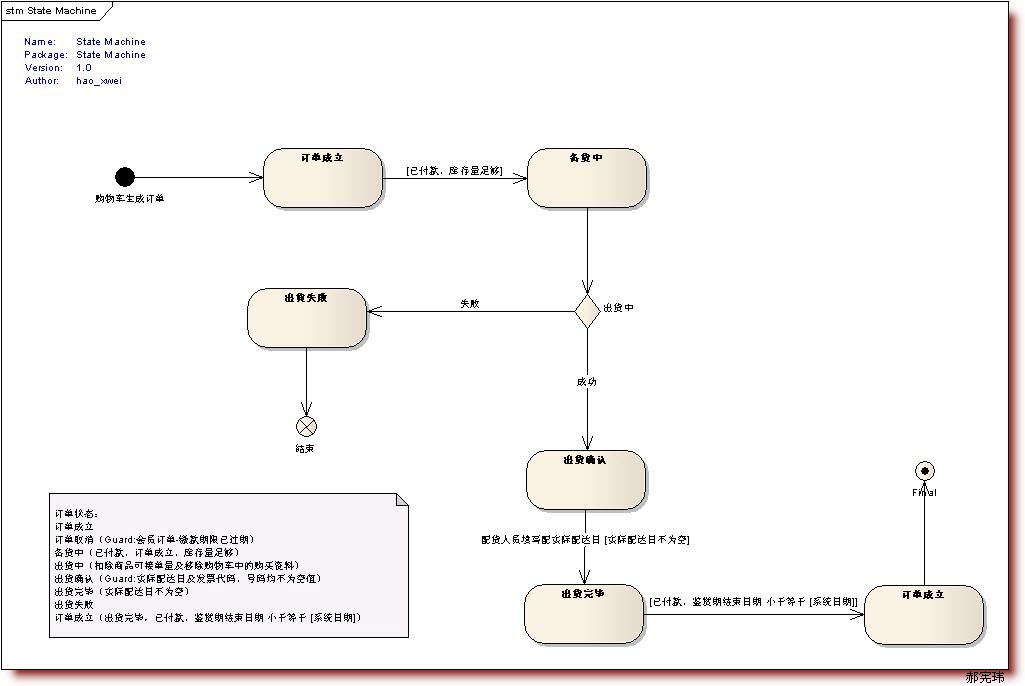 stm State Machine
Name: State Machine
Package: State Machine
Version: 1.0
Author: hao_xwei
订单成立
[已付款，库存量足够]
备货中
购物车生成订单
出货失败
失败
出货中
成功
结束
出货确认
Final
配货人员填写配实际配达日 [实际配达日不为空]
出货完毕
[已付款，鉴赏期结束日期 小于等于 [系统日期]]
订单成立
订单状态：
订单成立
订单取消（Guard:会员订单-缴款期限已过期）
备货中（已付款，订单成立，库存量足够）
出货中（扣除商品可接单量及移除购物车中的购买资料）
出货确认（Guard:实际配达日及发票代码，号码均不为空值）
出货完毕（实际配达日不为空）
出货失败
订单成立（出货完毕，已付款，鉴赏期结束日期 小于等于 [系统日期]）
郝宪玮